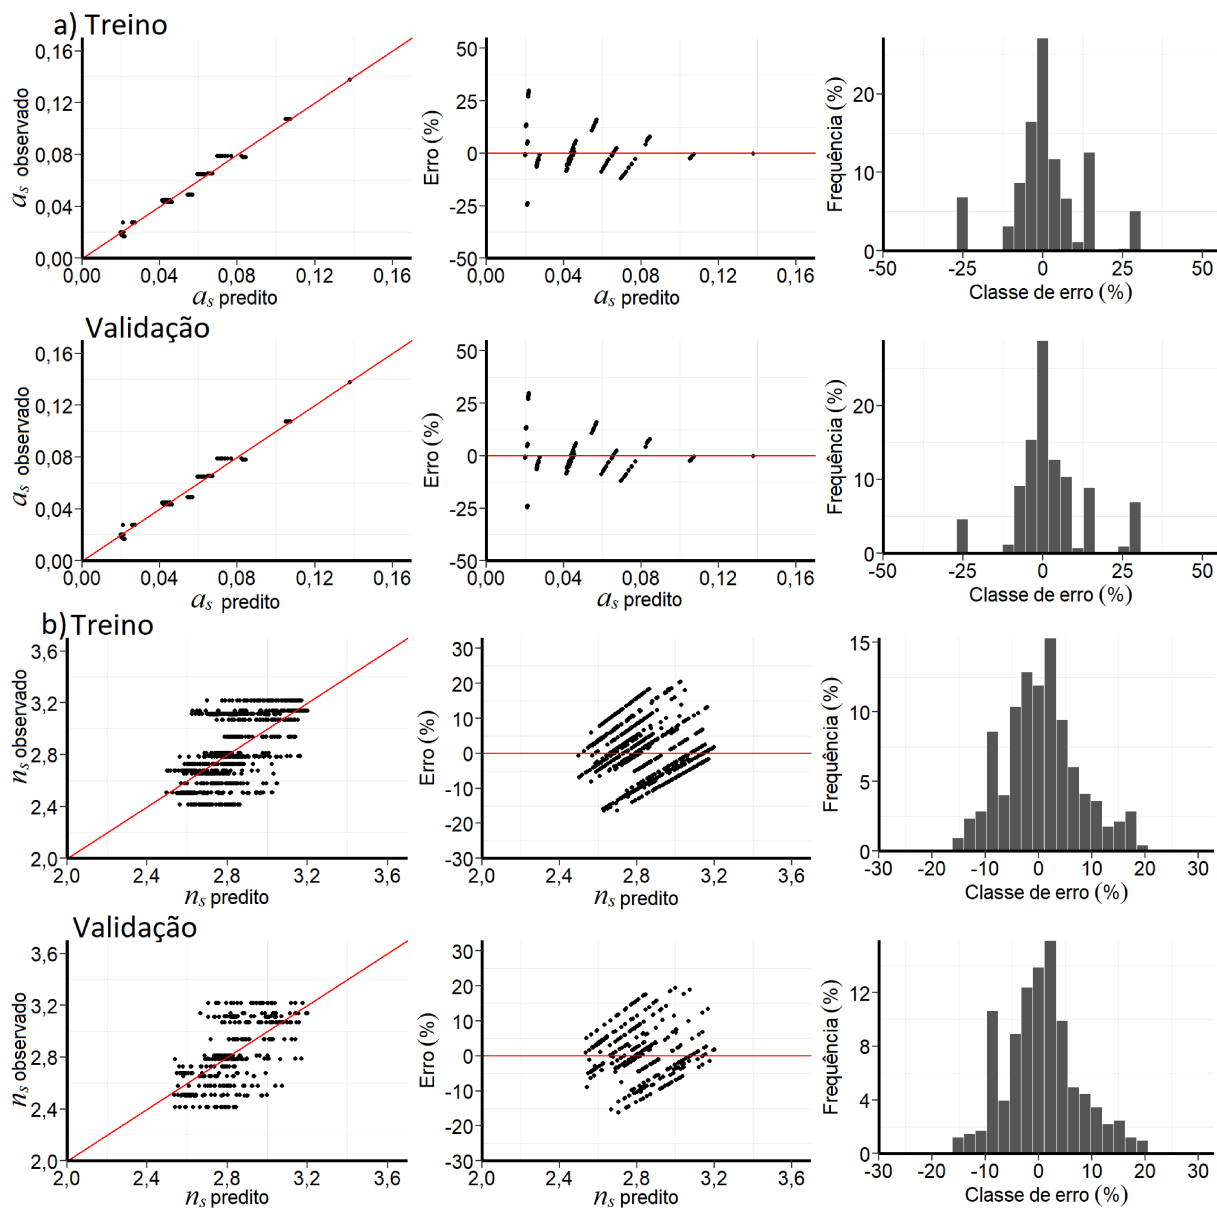 a) Treino
0,16
0,12
0,08
0,04
0,00
a_s observado
0,00 0,04 0,08 0,12 0,16
a_s predito
50
25
0
-25
-50
Erro (%)
0,00 0,04 0,08 0,12 0,16
a_s predito
20
10
0
Frequência (%)
-50 -25 0 25 50
Classe de erro (%)
Validação
0,16
0,12
0,08
0,04
0,00
a_s observado
0,00 0,04 0,08 0,12 0,16
a_s predito
50
25
0
-25
-50
Erro (%)
0,00 0,04 0,08 0,12 0,16
a_s predito
20
10
0
Frequência (%)
-50 -25 0 25 50
Classe de erro (%)
b) Treino
3,6
3,2
2,8
2,4
2,0
n_s observado
2,0 2,4 2,8 3,2 3,6
n_s predito
30
20
10
0
-10
-20
-30
Erro (%)
2,0 2,4 2,8 3,2 3,6
n_s predito
15
10
5
0
Frequência (%)
-30 -20 -10 0 10 20 30
Classe de erro (%)
Validação
3,6
3,2
2,8
2,4
2,0
n_s observado
2,0 2,4 2,8 3,2 3,6
n_s predito
30
20
10
0
-10
-20
-30
Erro (%)
2,0 2,4 2,8 3,2 3,6
n_s predito
12
8
4
0
Frequência (%)
-30 -20 -10 0 10 20 30
Classe de erro (%)